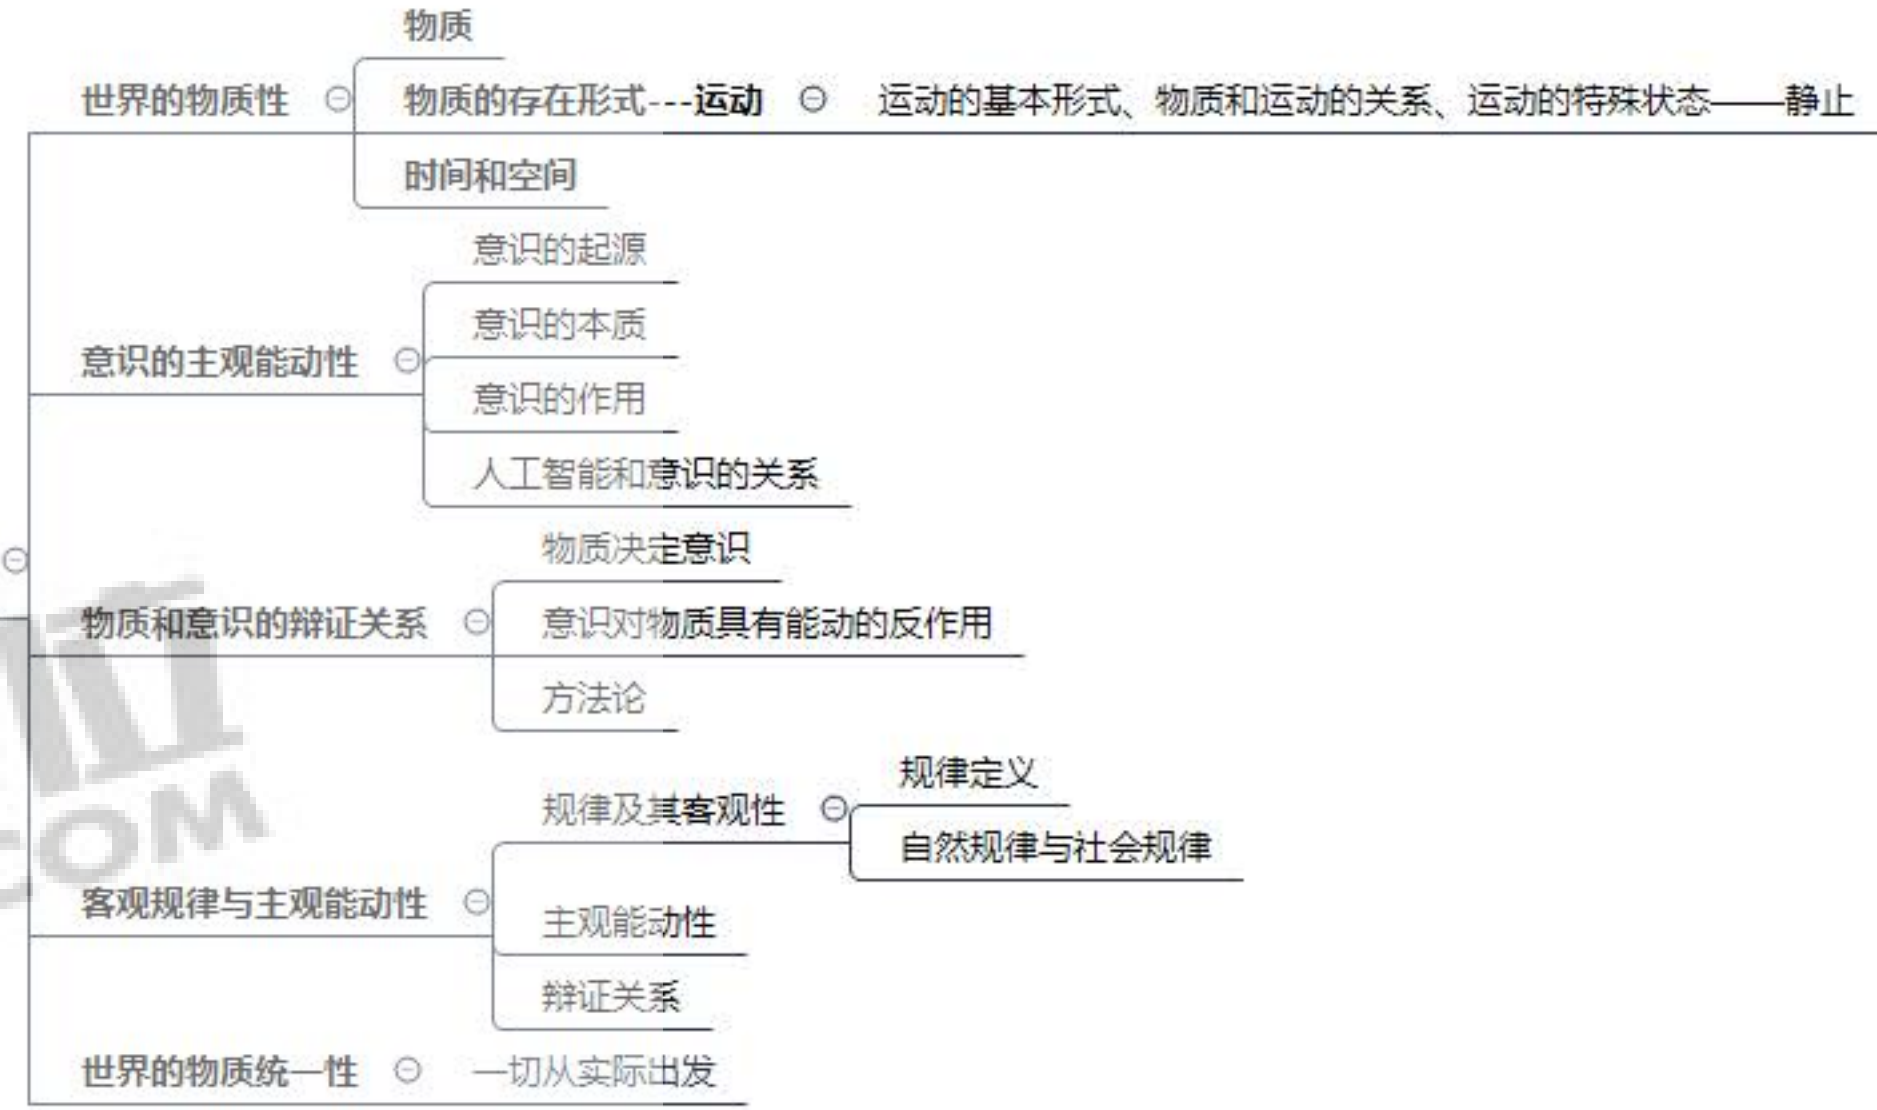 物质
世界的物质性
物质的存在形式---运动
运动的基本形式、物质和运动的关系、运动的特殊状态——静止
时间和空间
意识的起源
意识的本质
意识的主观能动性
意识的作用
人工智能和意识的关系
物质决定意识
物质和意识的辩证关系
意识对物质具有能动的反作用
方法论
规律定义
规律及其客观性
自然规律与社会规律
客观规律与主观能动性
主观能动性
辩证关系
世界的物质统一性
一切从实际出发
COM